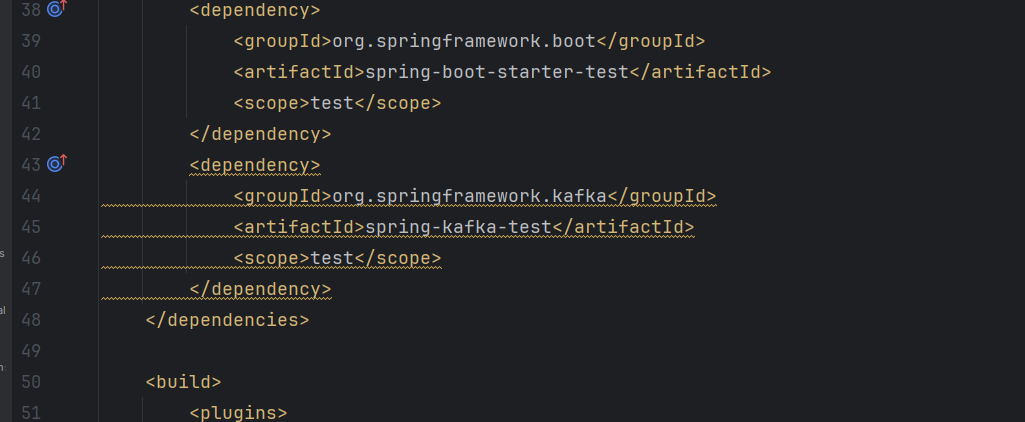 38 <dependency>
39 <groupId>org.springframework.boot</groupId>
40 <artifactId>spring-boot-starter-test</artifactId>
41 <scope>test</scope>
42 </dependency>
43 <dependency>
44 <groupId>org.springframework.kafka</groupId>
45 <artifactId>spring-kafka-test</artifactId>
46 <scope>test</scope>
47 </dependency>
48 </dependencies>
49
50 <build>
51 <plugins>